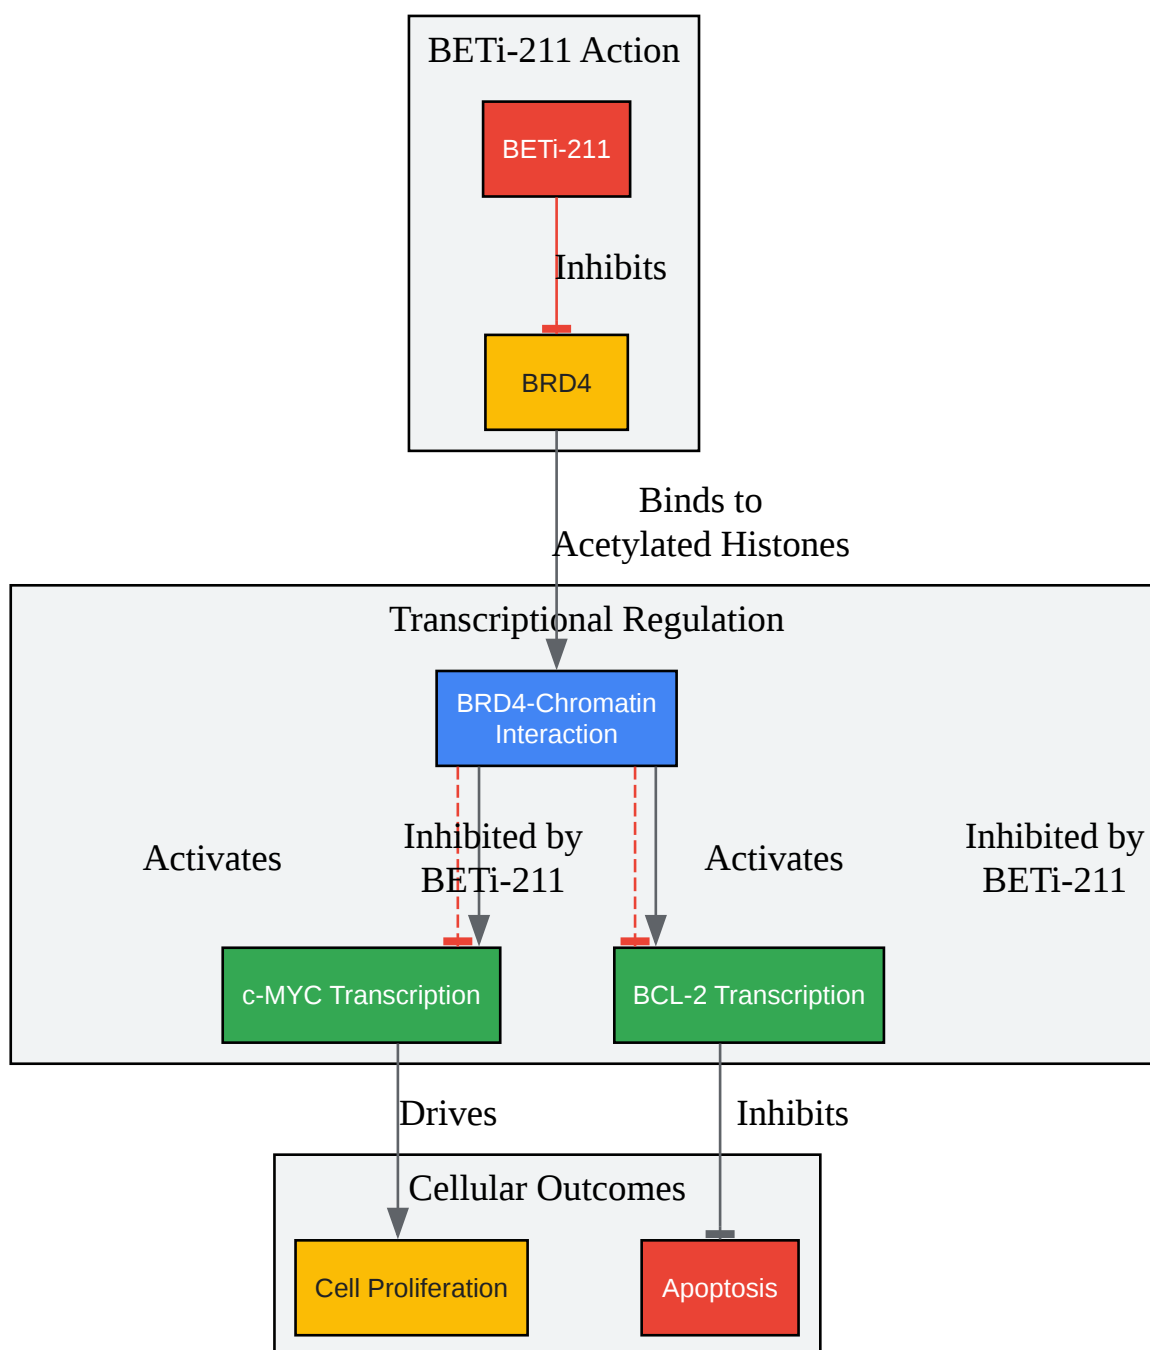 BETi-211 Action
BETi-211
Inhibits
BRD4
Binds to
Acetylated Histones
Transcriptional Regulation
BRD4-Chromatin
Interaction
Activates
Inhibited by
BETi-211
Activates
Inhibited by
BETi-211
c-MYC Transcription
BCL-2 Transcription
Drives
Inhibits
Cellular Outcomes
Cell Proliferation
Apoptosis